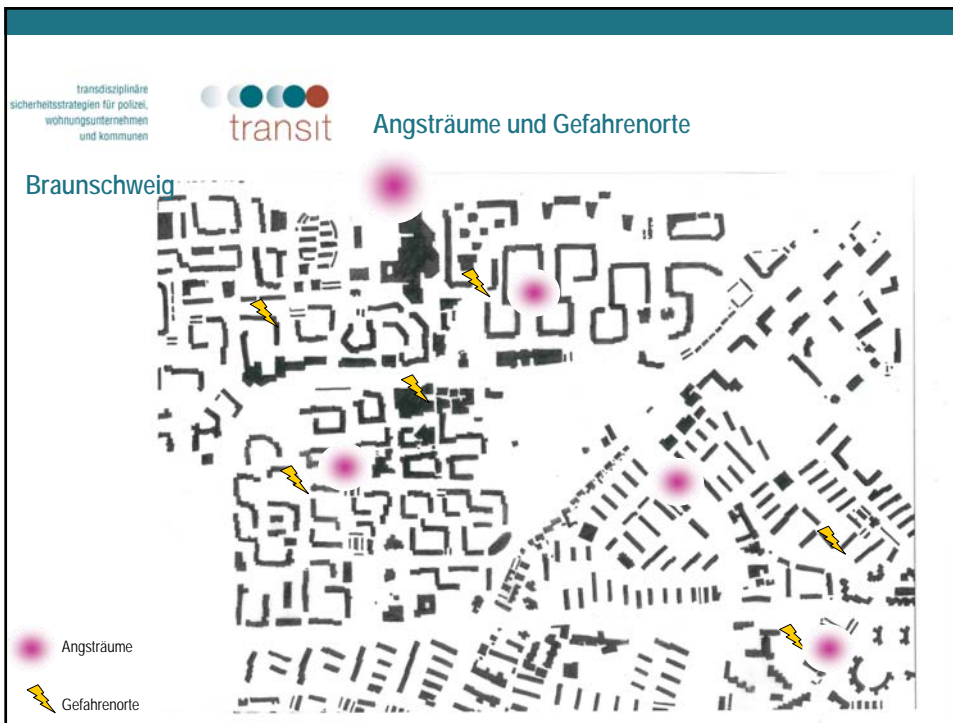 transdisziplinäre
sicherheitsstrategien für polizei,
wohnungsunternehmen
und kommunen
transit
Angsträume und Gefahrenorte
Braunschweig
Angsträume
Gefahrenorte